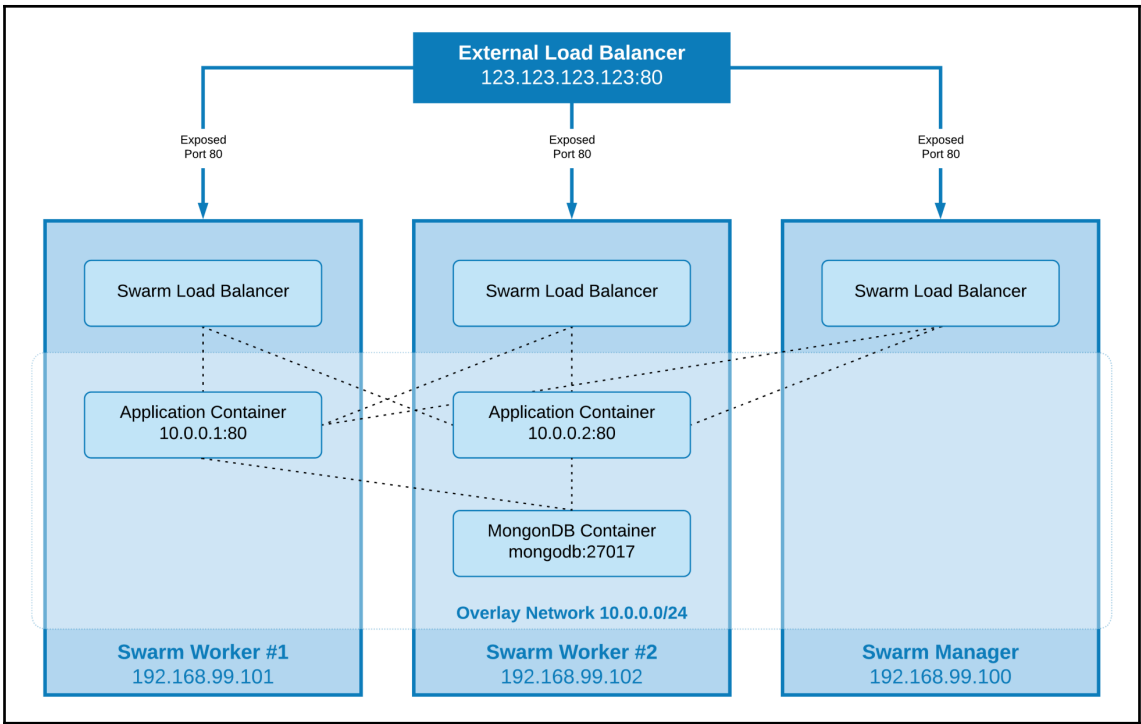 External Load Balancer
123.123.123.123:80
Exposed
Port 80
Exposed
Port 80
Exposed
Port 80
Swarm Load Balancer
Swarm Load Balancer
Swarm Load Balancer
Application Container
10.0.0.1:80
Application Container
10.0.0.2:80
MongonDB Container
mongodb:27017
Overlay Network 10.0.0.0/24
Swarm Worker #1
192.168.99.101
Swarm Worker #2
192.168.99.102
Swarm Manager
192.168.99.100